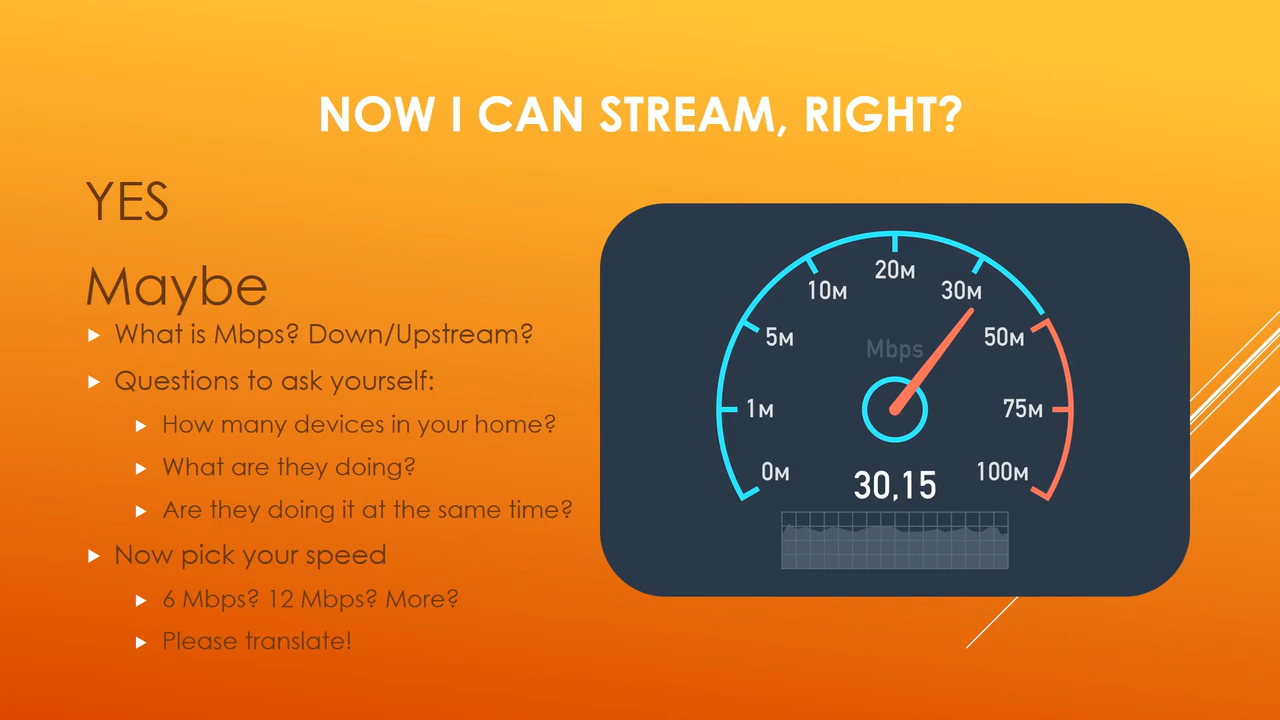 NOW I CAN STREAM, RIGHT?
YES
Maybe
What is Mbps? Down/Upstream?
Questions to ask yourself:
How many devices in your home?
What are they doing?
Are they doing it at the same time?
Now pick your speed
6 Mbps? 12 Mbps? More?
Please translate!
20M
10M
30M
5M
50M
Mbps
1M
75M
0M
100M
30,15